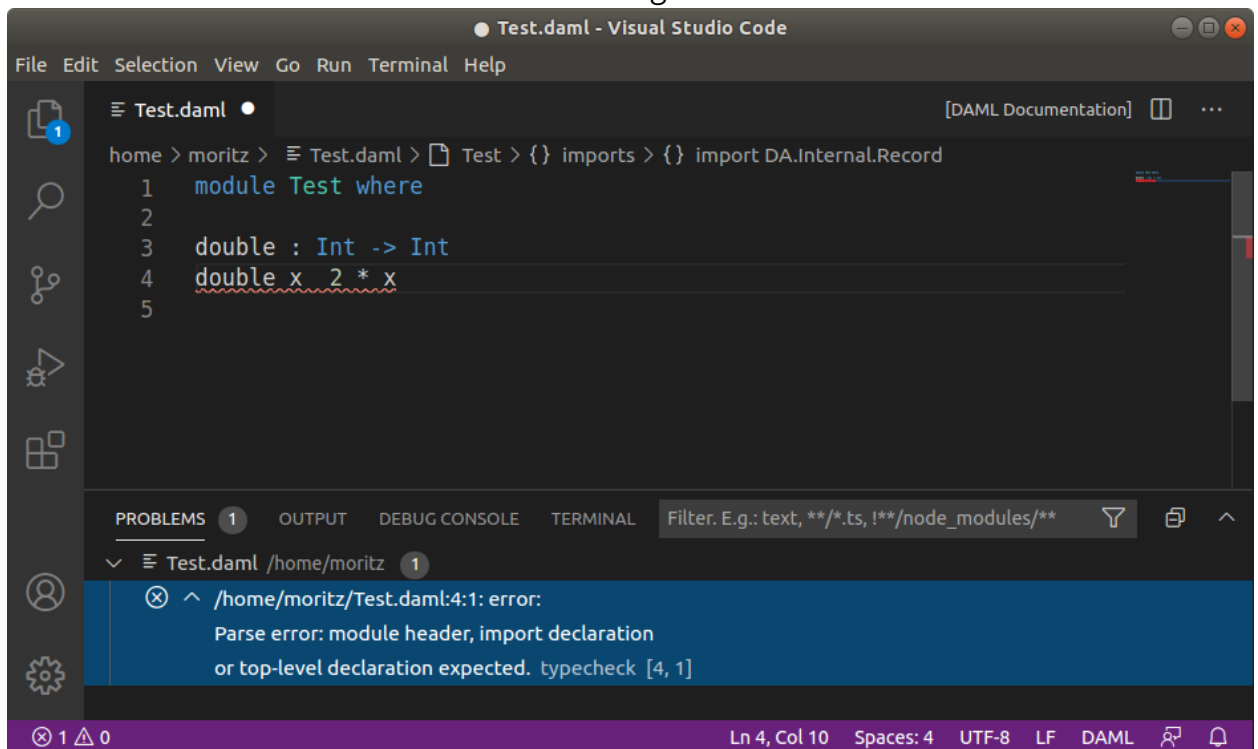 Test.daml - Visual Studio Code
File Edit Selection View Go Run Terminal Help
1
Test.daml
[DAML Documentation]
home > moritz > Test.daml > Test > {} imports > {} import DA.Internal.Record
1 module Test where
2
3 double : Int -> Int
4 double x  2 * x
5
PROBLEMS 1 OUTPUT DEBUG CONSOLE TERMINAL Filter. E.g.: text, **/*.ts, !**/node_modules/**
Test.daml /home/moritz 1
/home/moritz/Test.daml:4:1: error:
Parse error: module header, import declaration
or top-level declaration expected. typecheck [4, 1]
1 0 Ln 4, Col 10 Spaces: 4 UTF-8 LF DAML